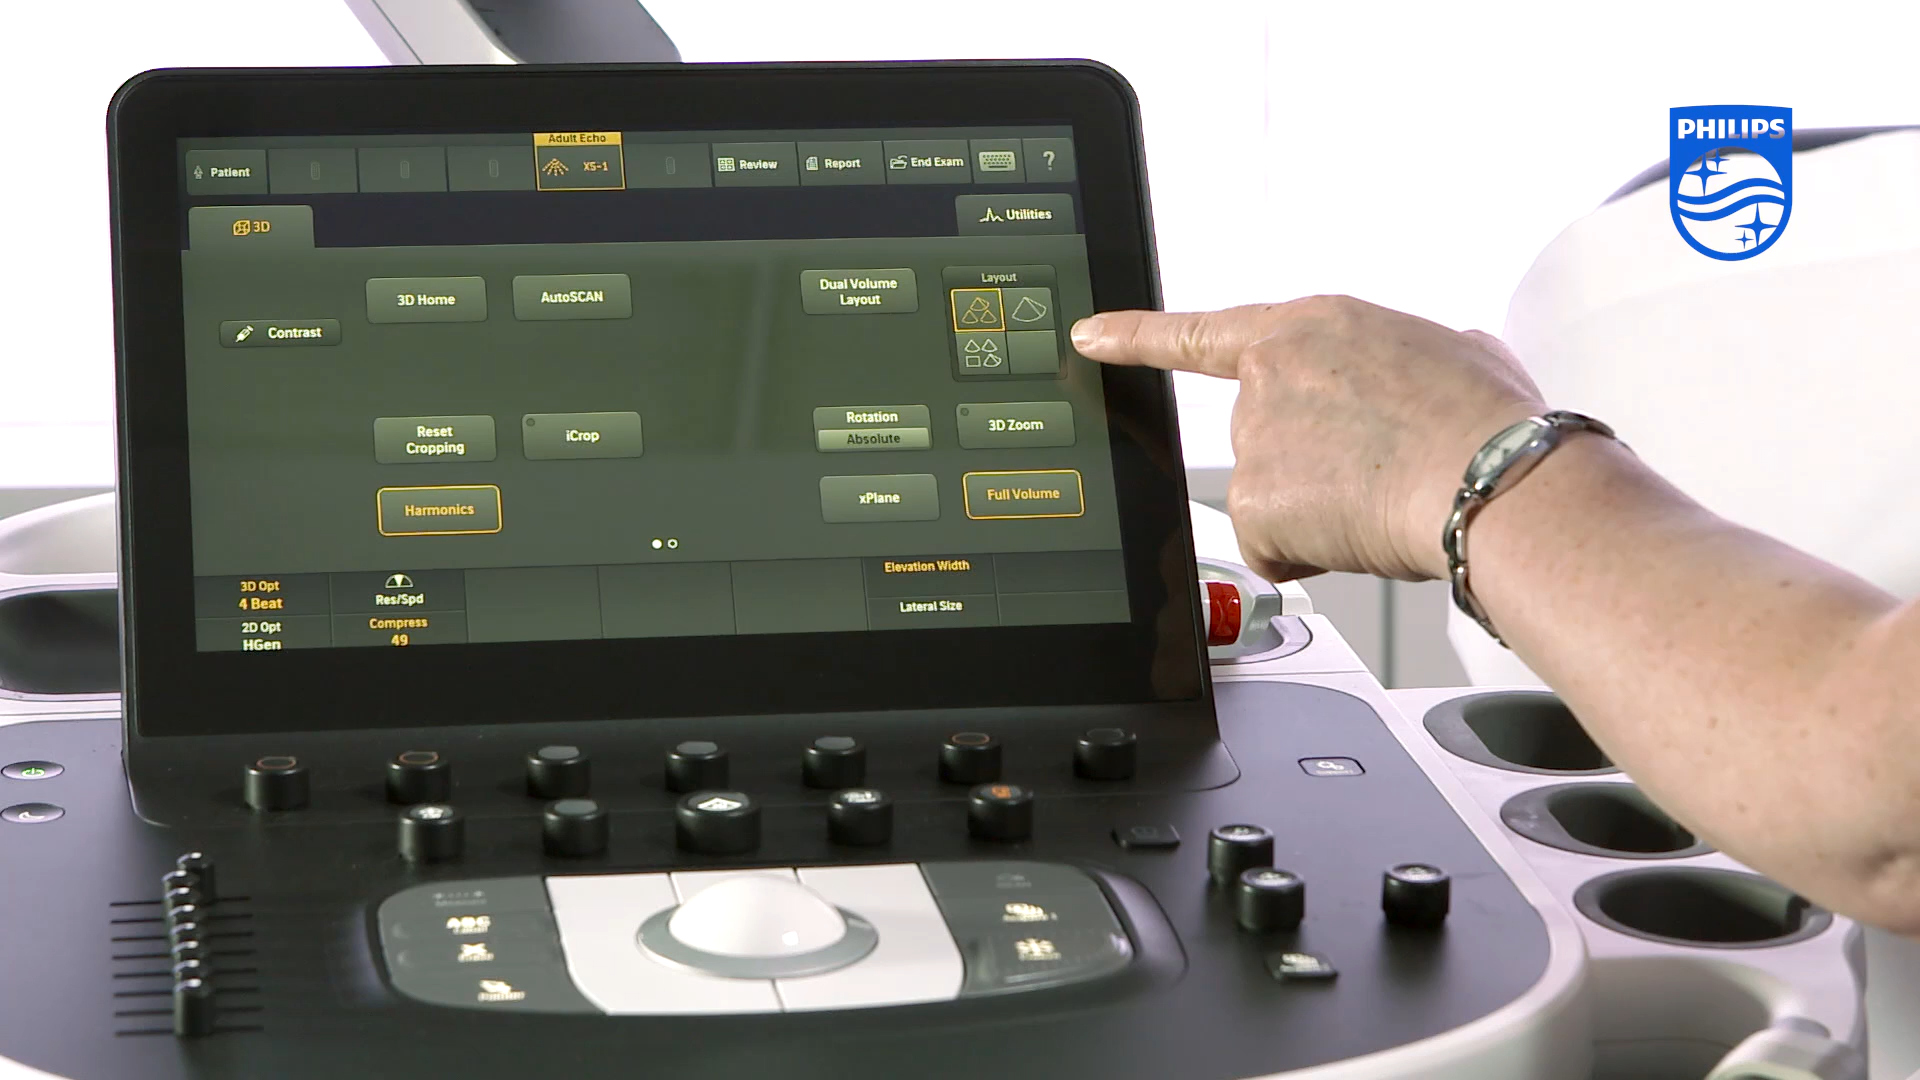 PHILIPS
Adult Echo
Patient
X5-1
Review
Report
End Exam
?
3D
Utilities
3D Home
AutoSCAN
Dual Volume
Layout
Layout
Contrast
Reset
Cropping
iCrop
Rotation
Absolute
3D Zoom
Harmonics
xPlane
Full Volume
3D Opt
4 Beat
Res/Spd
Elevation Width
2D Opt
HGen
Compress
49
Lateral Size
ABC